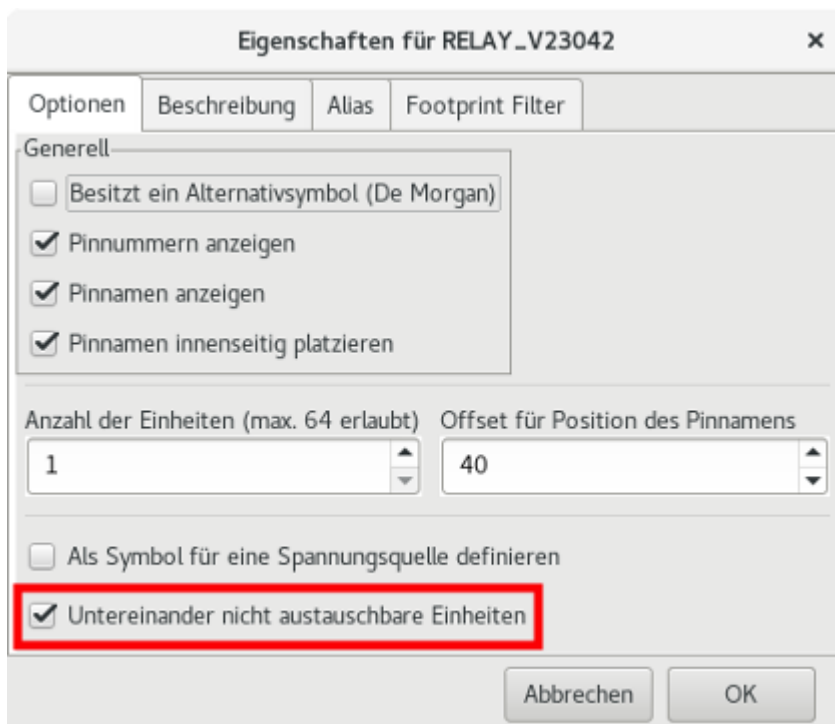 Eigenschaften für RELAY_V23042
Optionen Beschreibung Alias Footprint Filter
Generell
Besitzt ein Alternativsymbol (De Morgan)
Pinnummern anzeigen
Pinnamen anzeigen
Pinnamen innenseitig platzieren
Anzahl der Einheiten (max. 64 erlaubt) Offset für Position des Pinnamens
1 40
Als Symbol für eine Spannungsquelle definieren
Untereinander nicht austauschbare Einheiten
Abbrechen OK